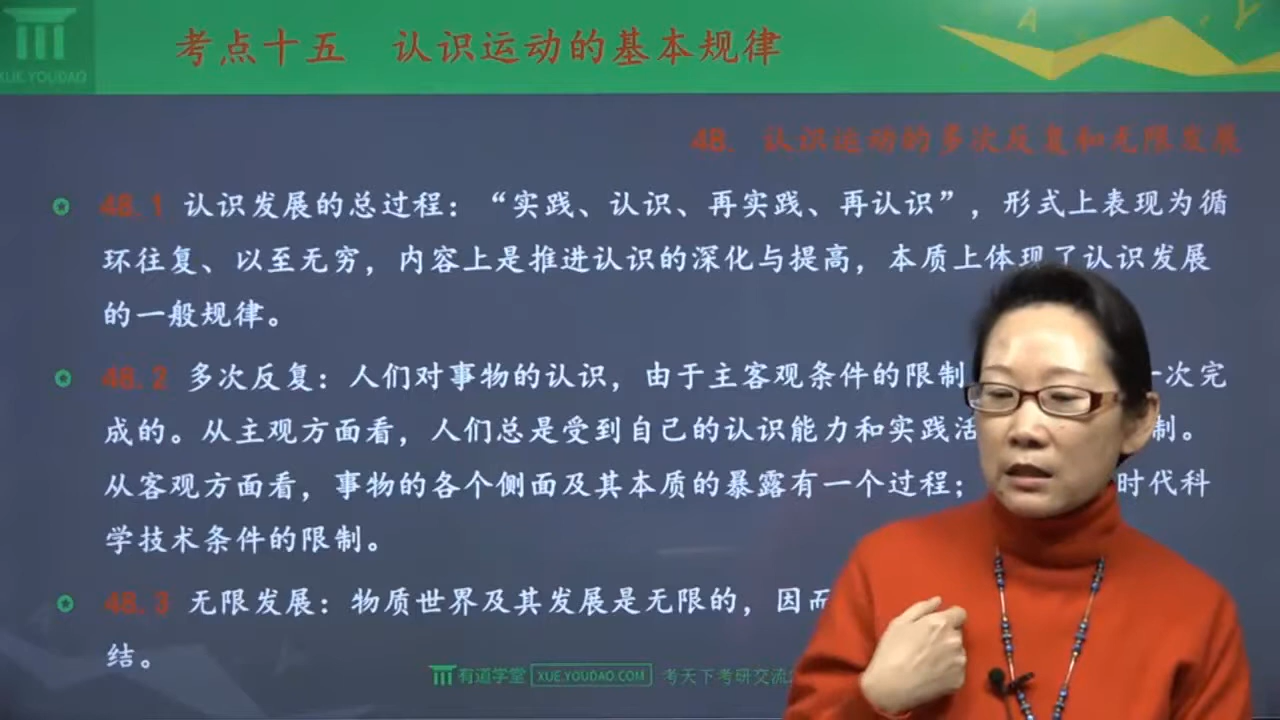 XUE.YOUDAO
考点十五 认识运动的基本规律
48. 认识运动的多次反复和无限发展
48.1 认识发展的总过程：“实践、认识、再实践、再认识”，形式上表现为循
环往复、以至无穷，内容上是推进认识的深化与提高，本质上体现了认识发展
的一般规律。
48.2 多次反复：人们对事物的认识，由于主客观条件的限制 一次完
成的。从主观方面看，人们总是受到自己的认识能力和实践活 制。
从客观方面看，事物的各个侧面及其本质的暴露有一个过程； 时代科
学技术条件的限制。
48.3 无限发展：物质世界及其发展是无限的，因而
结。
有道学堂 XUE.YOUDAO.COM 考天下考研交流